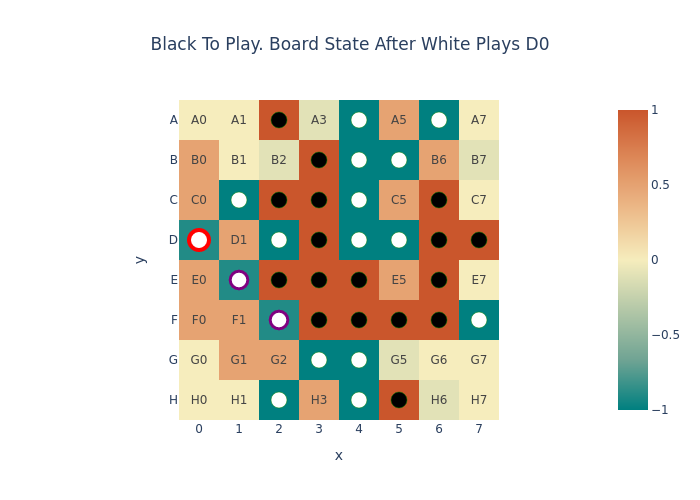 Black To Play. Board State After White Plays D0
A A0 A1 A3 A5 A7
B B0 B1 B2 B6 B7
C C0 C5 C7
D D1
E E0 E5 E7
F F0 F1
G G0 G1 G2 G5 G6 G7
H H0 H1 H3 H6 H7
0 1 2 3 4 5 6 7
x
y
1
0.5
0
−0.5
−1